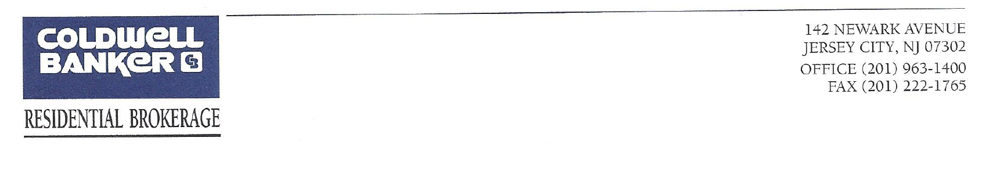 COLDWELL
BANKER CB
RESIDENTIAL BROKERAGE
142 NEWARK AVENUE
JERSEY CITY, NJ 07302
OFFICE (201) 963-1400
FAX (201) 222-1765